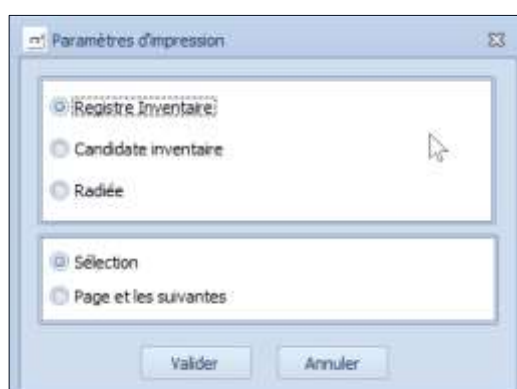 Paramètres d'impression
Registre Inventaire
Candidate inventaire
Radiée
Sélection
Page et les suivantes
Valider
Annuler